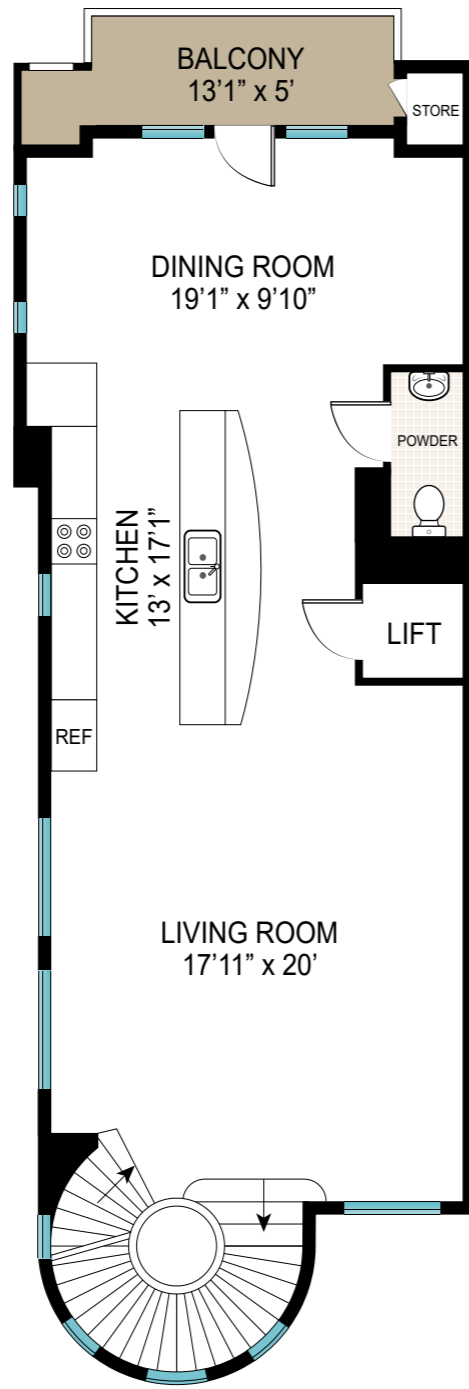 BALCONY
13'1” x 5’
STORE
DINING ROOM
19’1” x 9’10”
POWDER
KITCHEN
13’ x 17’1”
LIFT
REF
LIVING ROOM
17’11” x 20’